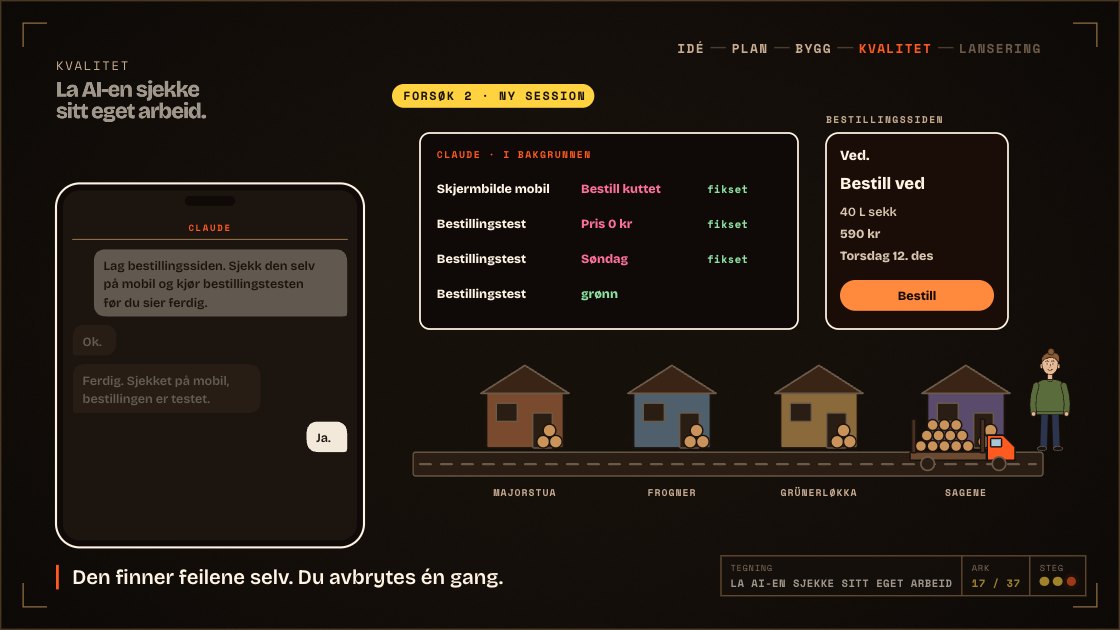 IDÉ — PLAN — BYGG — KVALITET — LANSERING
KVALITET
La AI-en sjekke
sitt eget arbeid.
FORSØK 2 · NY SESSION
CLAUDE
Lag bestillingssiden. Sjekk den selv
på mobil og kjør bestillingstesten
før du sier ferdig.
Ok.
Ferdig. Sjekket på mobil,
bestillingen er testet.
Ja.
CLAUDE · I BAKGRUNNEN
Skjermbilde mobil Bestill kuttet fikset
Bestillingstest Pris 0 kr fikset
Bestillingstest Søndag fikset
Bestillingstest grønn
BESTILLINGSSIDEN
Ved.
Bestill ved
40 L sekk
590 kr
Torsdag 12. des
Bestill
MAJORSTUA FROGNER GRÜNERLØKKA SAGENE
Den finner feilene selv. Du avbrytes én gang.
TEGNING ARK STEG
LA AI-EN SJEKKE SITT EGET ARBEID 17 / 37